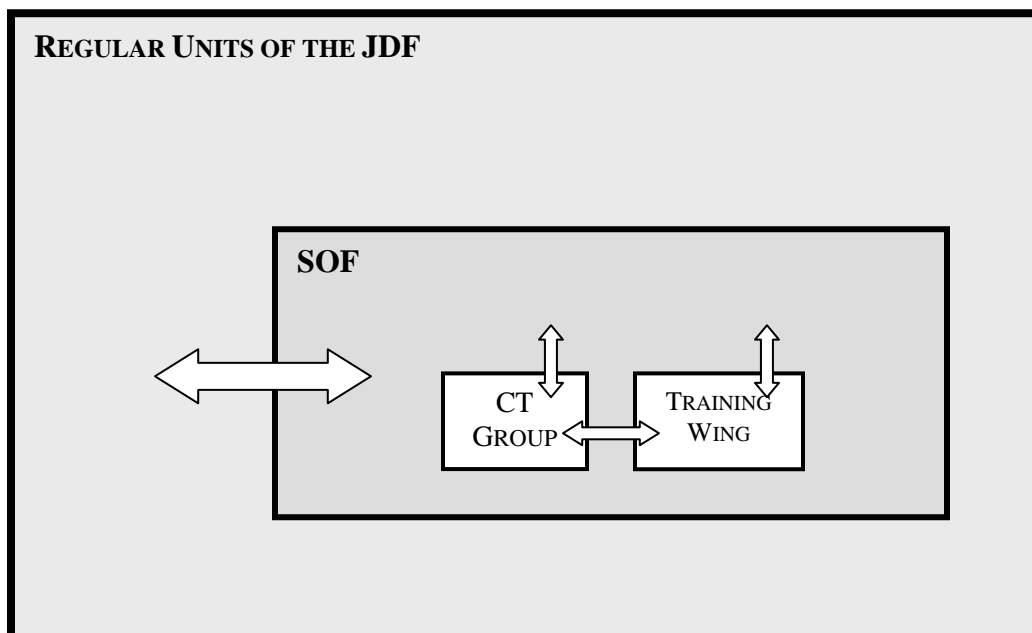 REGULAR UNITS OF THE JDF
SOF
CT
GROUP
TRAINING
WING